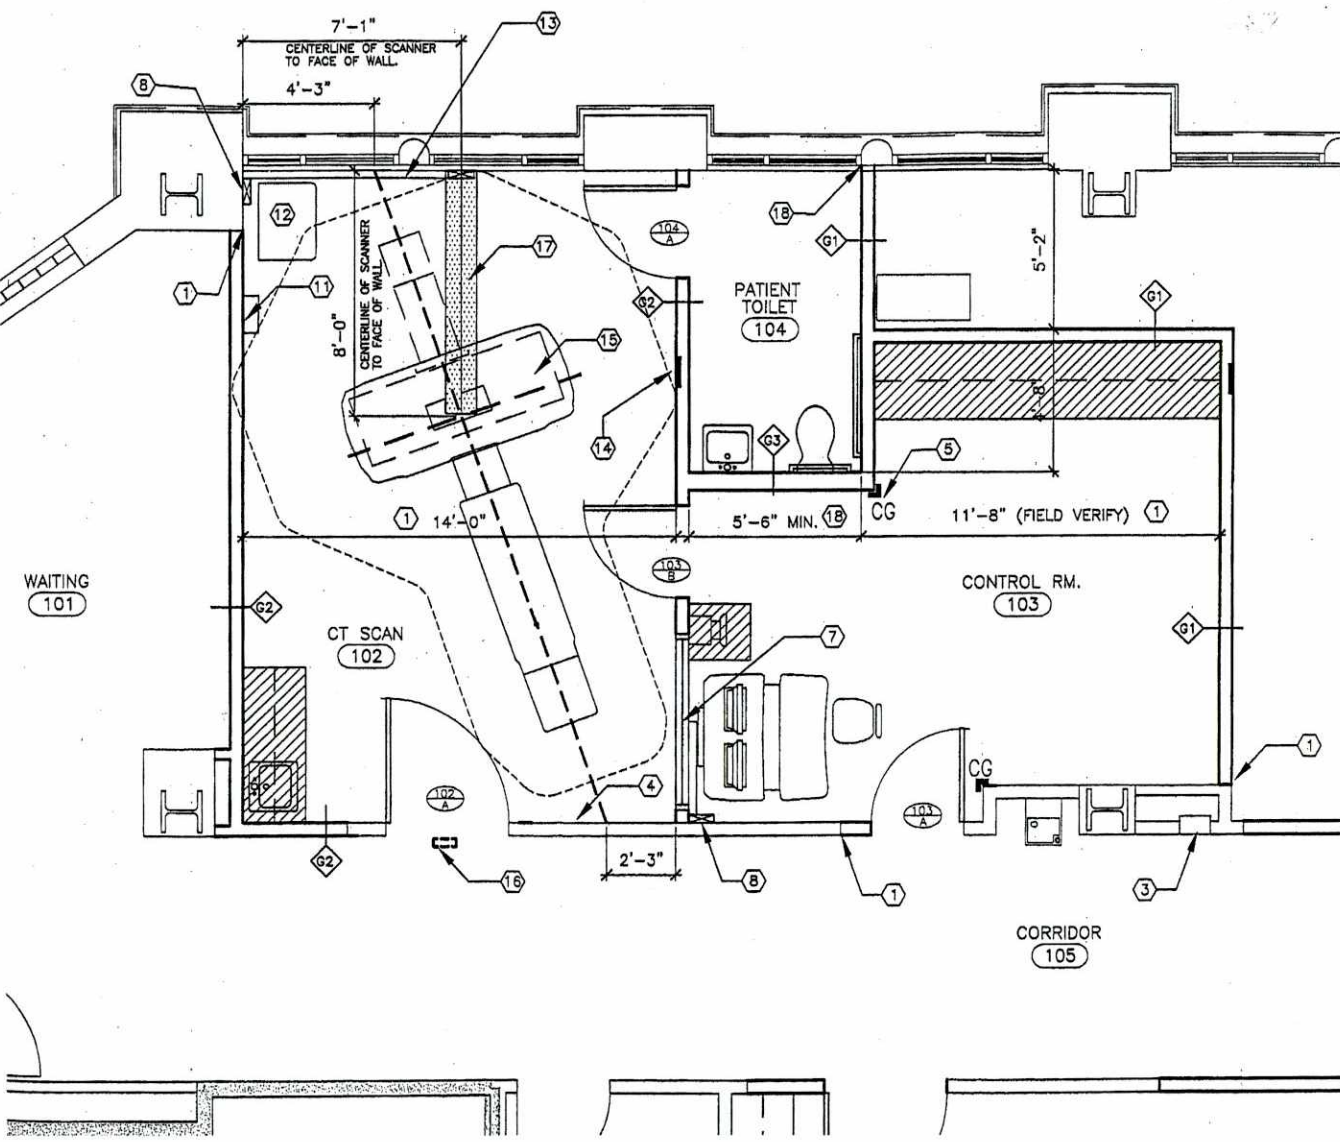 7'-1"
13
CENTERLINE OF SCANNER
TO FACE OF WALL.
8
4'-3"
12
18
104
A
G1
17
5'-2"
CENTERLINE OF SCANNER
TO FACE OF WALL
8'-0"
1
11
G2
PATIENT
TOILET
104
G1
15
4'-8"
14
G3
5
CG
1
14'-0"
5'-6" MIN.
18
11'-8" (FIELD VERIFY)
1
103
B
WAITING
101
G2
CONTROL RM.
103
CT SCAN
102
7
G1
1
CG
4
102
A
103
A
G2
2'-3"
16
8
1
3
CORRIDOR
105